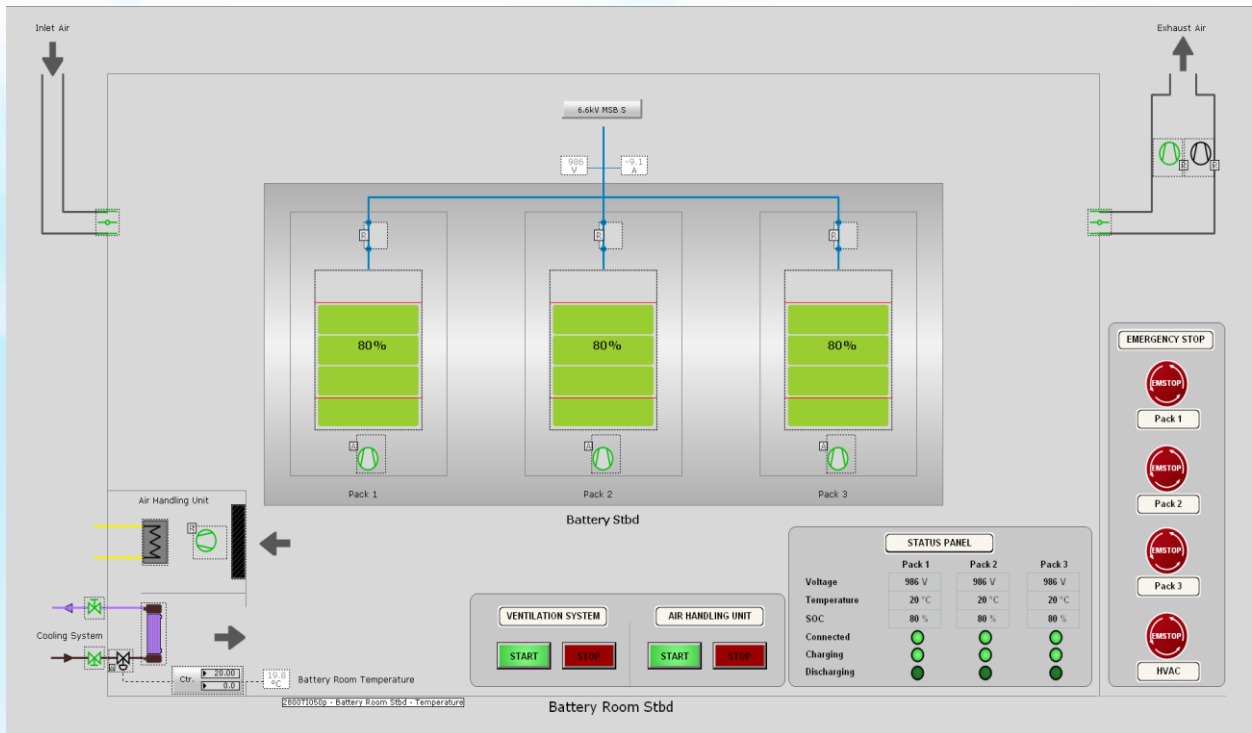 Inlet Air
Exhaust Air
6.6kV MSB S
986 V
-9.1 A
R
R
R
R
R
80%
80%
80%
A
A
A
Pack 1
Pack 2
Pack 3
Battery Stbd
EMERGENCY STOP
EMSTOP
Pack 1
EMSTOP
Pack 2
EMSTOP
Pack 3
EMSTOP
HVAC
Air Handling Unit
R
Cooling System
Ctr.
20.00
0.0
19.8 °C
Battery Room Temperature
2800TI050p - Battery Room Stbd - Temperature
VENTILATION SYSTEM
START
STOP
AIR HANDLING UNIT
START
STOP
STATUS PANEL
Pack 1 Pack 2 Pack 3
Voltage 986 V 986 V 986 V
Temperature 20 °C 20 °C 20 °C
SOC 80 % 80 % 80 %
Connected
Charging
Discharging
Battery Room Stbd